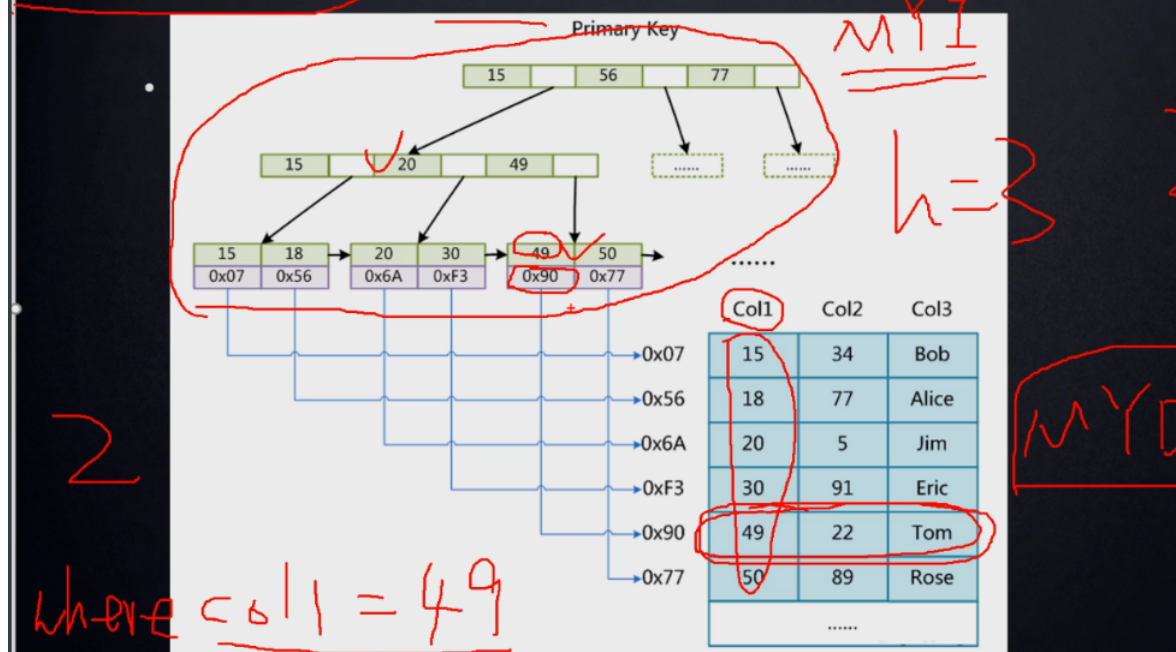 Primary Key
MYI
15 56 77
h=3
15 20 49 ...... ......
15 18 20 30 49 50
0x07 0x56 0x6A 0xF3 0x90 0x77
......
Col1 Col2 Col3
0x07 15 34 Bob
0x56 18 77 Alice
0x6A 20 5 Jim
0xF3 30 91 Eric
0x90 49 22 Tom
0x77 50 89 Rose
......
2
MYD
where col1 = 49